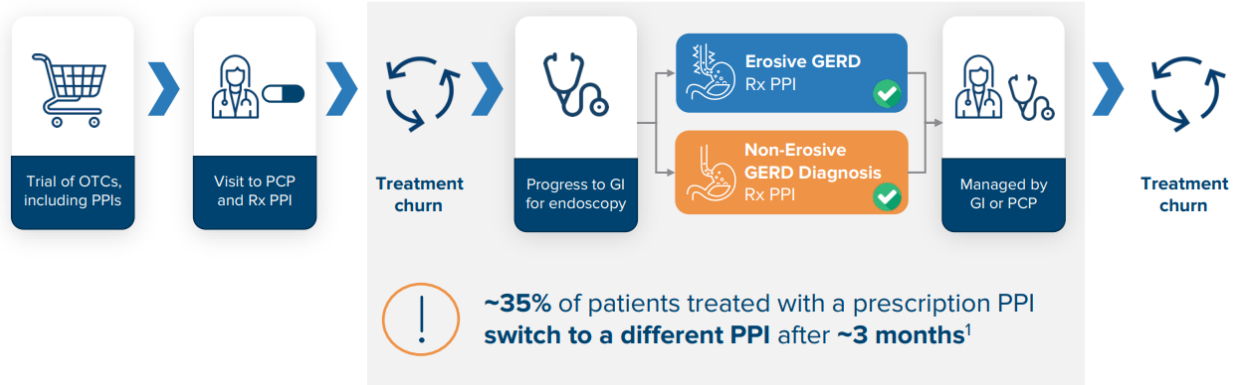 Trial of OTCs,
including PPIs
Visit to PCP
and Rx PPI
Treatment
churn
Progress to GI
for endoscopy
Erosive GERD
Rx PPI
Non-Erosive
GERD Diagnosis
Rx PPI
Managed by
GI or PCP
Treatment
churn
~35% of patients treated with a prescription PPI
switch to a different PPI after ~3 months¹